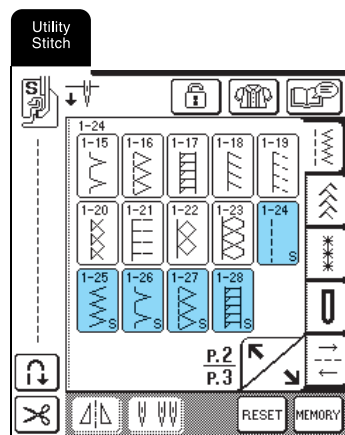 Utility
Stitch
S
1-24
1-15 1-16 1-17 1-18 1-19
1-20 1-21 1-22 1-23 1-24
S
1-25 1-26 1-27 1-28
S S S S
P.2
P.3
RESET MEMORY